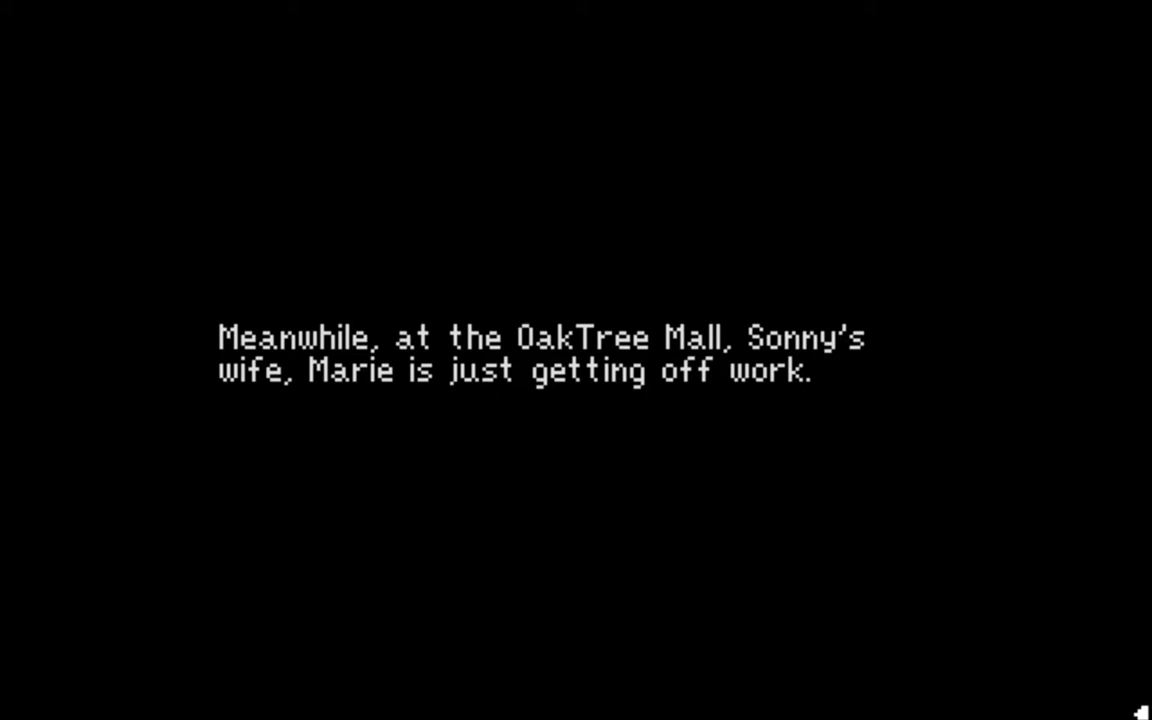 Meanwhile, at the OakTree Mall, Sonny's
wife, Marie is just getting off work.